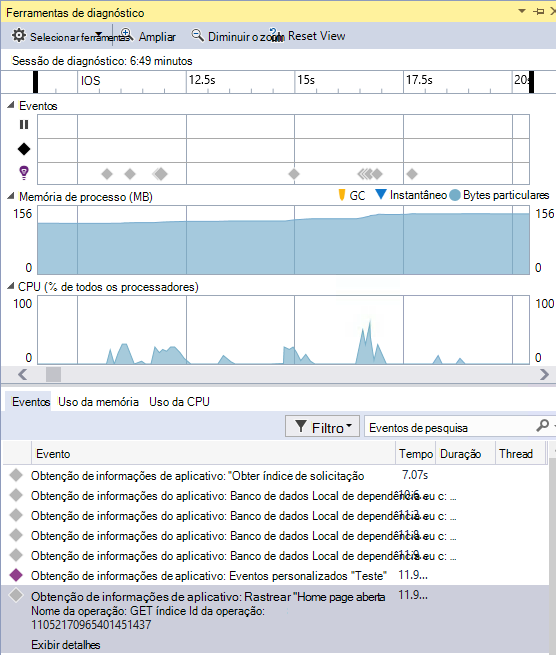 Ferramentas de diagnóstico
Selecionar ferramentas Ampliar Diminuir o zoom Reset View
Sessão de diagnóstico: 6:49 minutos
IOS 12.5s 15s 17.5s 20s
Eventos
Memória de processo (MB) GC Instantâneo Bytes particulares
156 156
0 0
CPU (% de todos os processadores)
100 100
0 0
Eventos Uso da memória Uso da CPU
Filtro Eventos de pesquisa
Evento Tempo Duração Thread
Obtenção de informações de aplicativo: "Obter índice de solicitação 7.07s
Obtenção de informações do aplicativo: Banco de dados Local de dependência eu c: ... 10.6...
Obtenção de informações do aplicativo: Banco de dados Local de dependência eu c: ... 11.2...
Obtenção de informações do aplicativo: Banco de dados Local de dependência eu c: ... 11.8...
Obtenção de informações do aplicativo: Banco de dados Local de dependência eu c: ... 11.9...
Obtenção de informações de aplicativo: Eventos personalizados "Teste" 11.9...
Obtenção de informações de aplicativo: Rastrear "Home page aberta 11.9...
Nome da operação: GET índice Id da operação:
11052170965401451437
Exibir detalhes